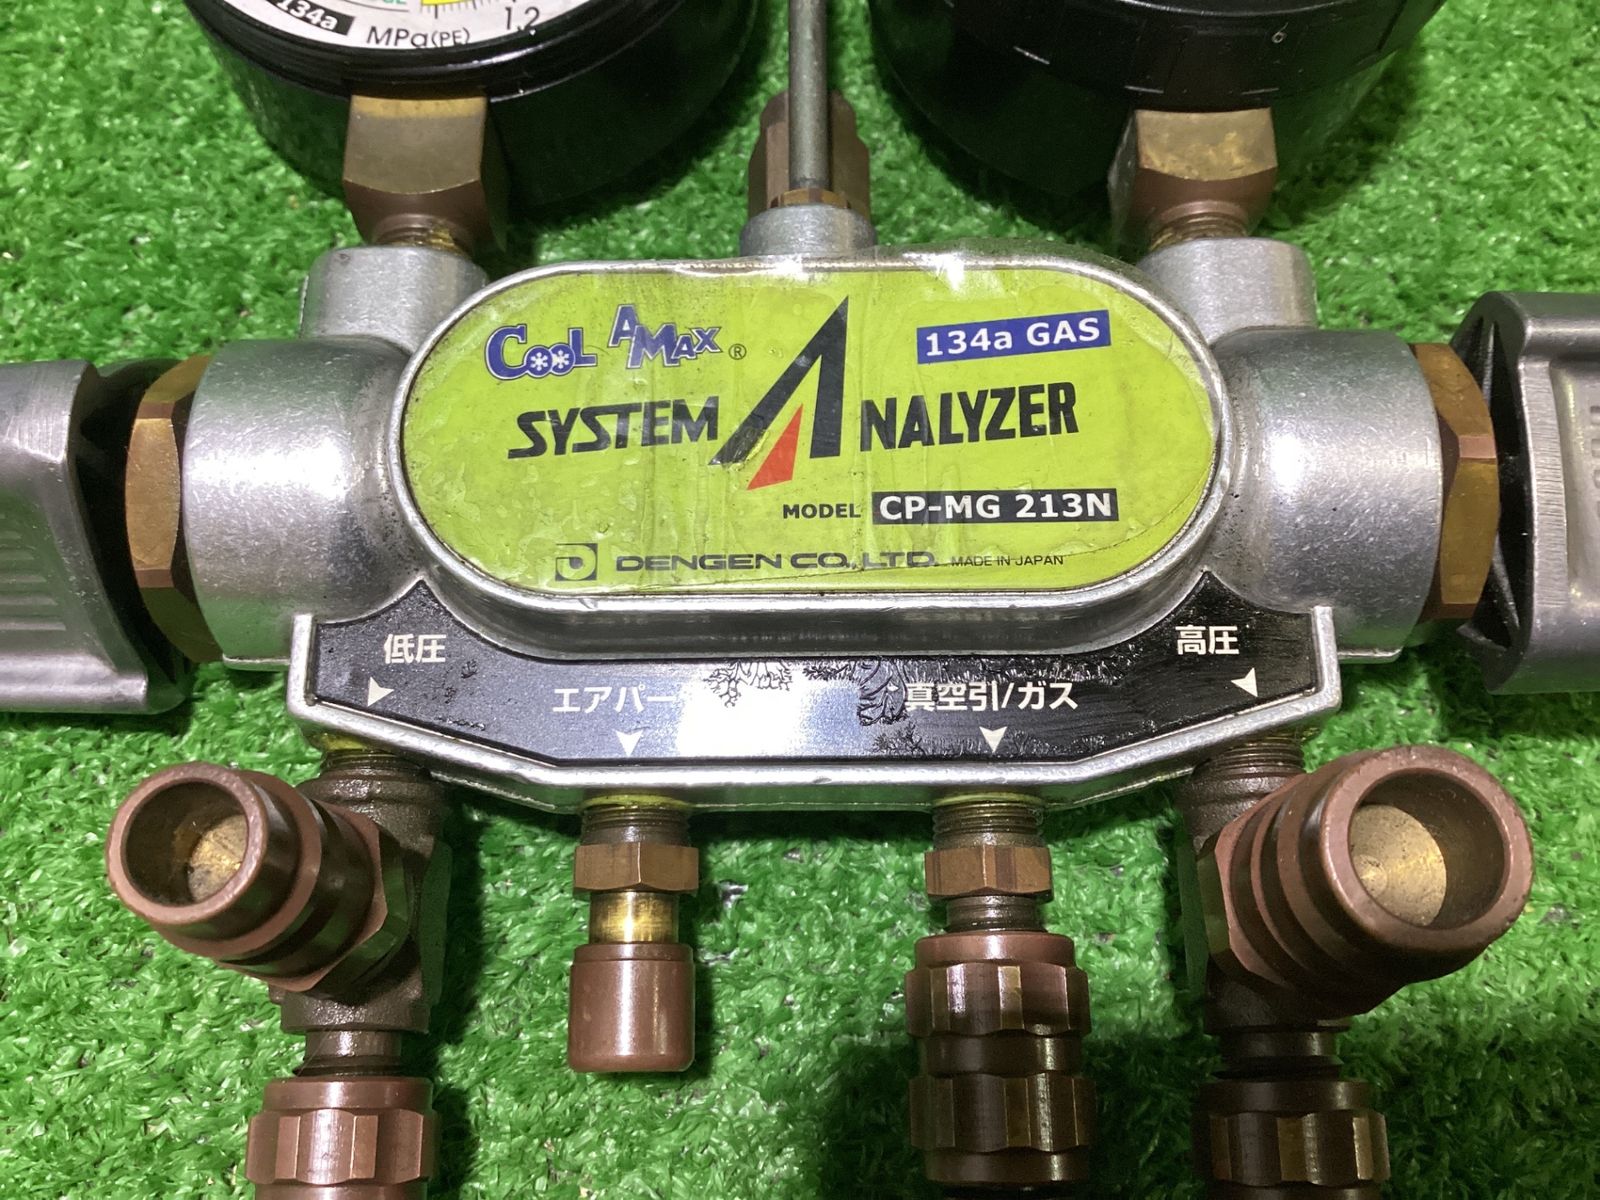 134a
MPa(PE)
1.2
COOL AMAX®
134a GAS
SYSTEM ANALYZER
MODEL CP-MG 213N
DENGEN CO.,LTD. MADE IN JAPAN
低圧
高圧
エアパー
真空引/ガス